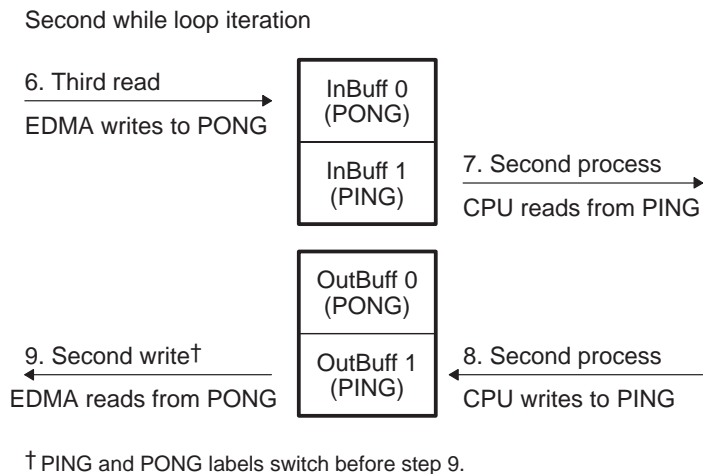 Second while loop iteration
6. Third read
EDMA writes to PONG
InBuff 0
(PONG)
InBuff 1
(PING)
7. Second process
CPU reads from PING
OutBuff 0
(PONG)
9. Second write†
EDMA reads from PONG
OutBuff 1
(PING)
8. Second process
CPU writes to PING
† PING and PONG labels switch before step 9.